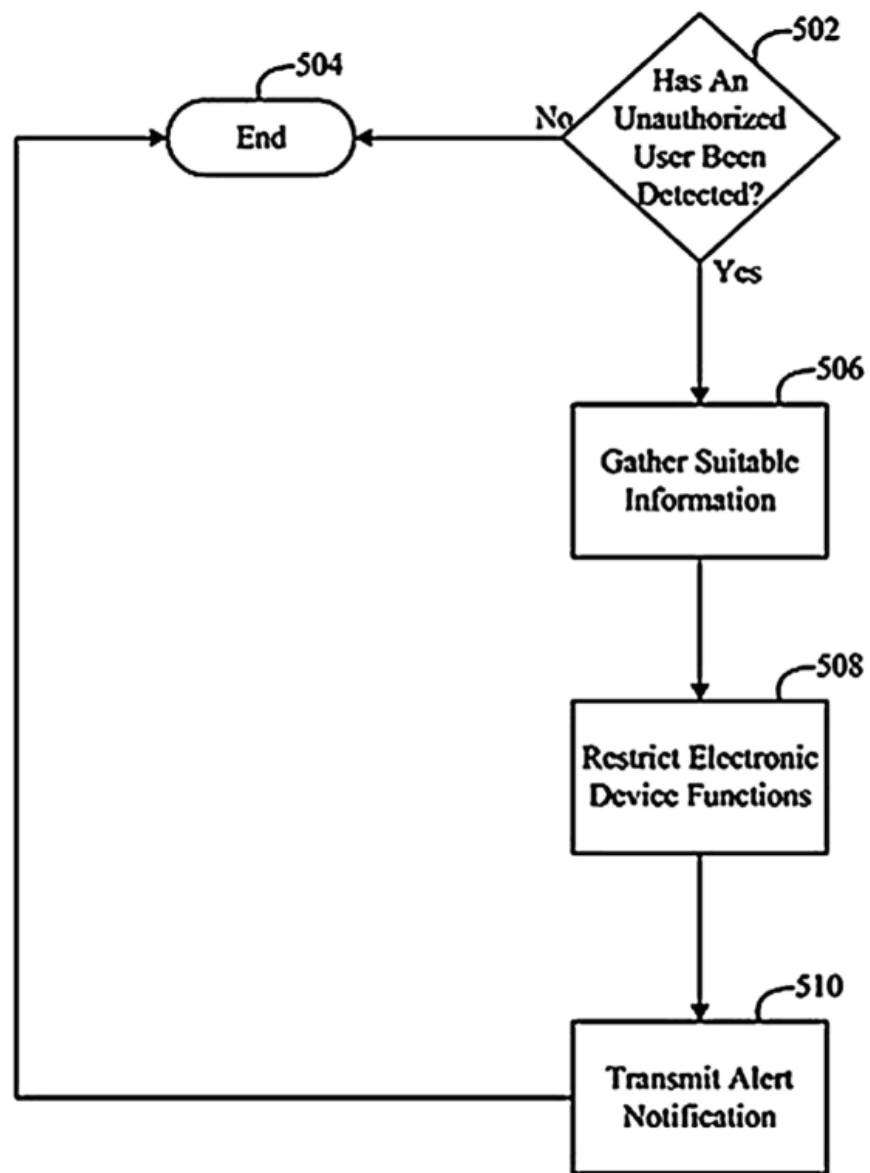 504
End
502
Has An
Unauthorized
User Been
Detected?
No
Yes
506
Gather Suitable
Information
508
Restrict Electronic
Device Functions
510
Transmit Alert
Notification